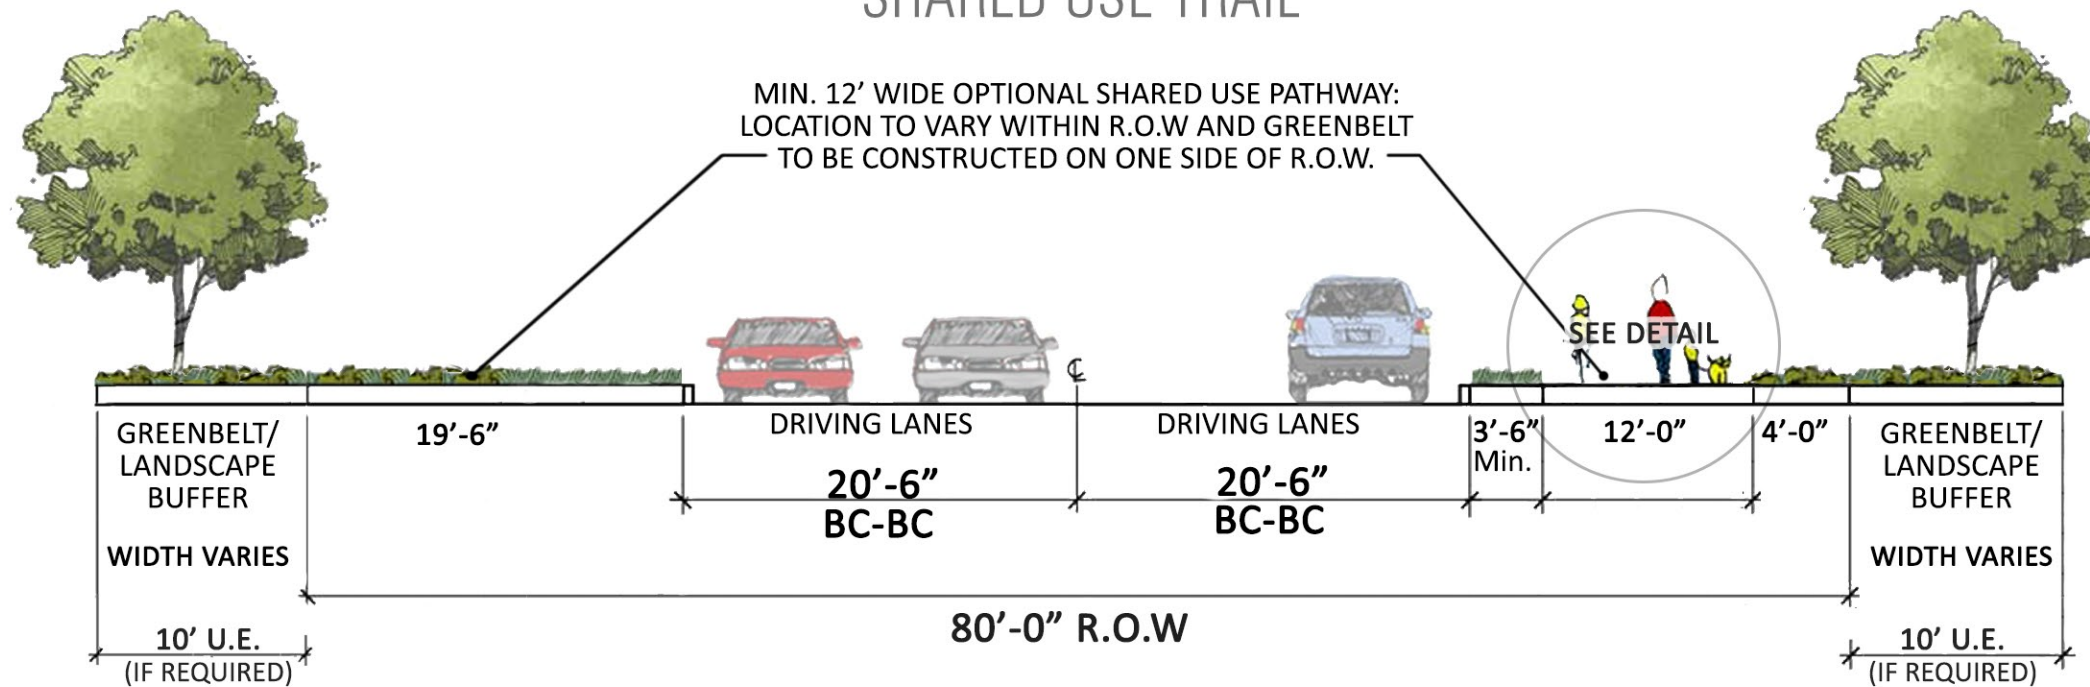 SHARED USE TRAIL
MIN. 12’ WIDE OPTIONAL SHARED USE PATHWAY:
LOCATION TO VARY WITHIN R.O.W AND GREENBELT
TO BE CONSTRUCTED ON ONE SIDE OF R.O.W.
SEE DETAIL
℄
GREENBELT/
LANDSCAPE
BUFFER
WIDTH VARIES
19’-6”
DRIVING LANES
20’-6”
BC-BC
DRIVING LANES
20’-6”
BC-BC
3’-6”
Min.
12’-0”
4’-0”
GREENBELT/
LANDSCAPE
BUFFER
WIDTH VARIES
80’-0” R.O.W
10’ U.E.
(IF REQUIRED)
10’ U.E.
(IF REQUIRED)